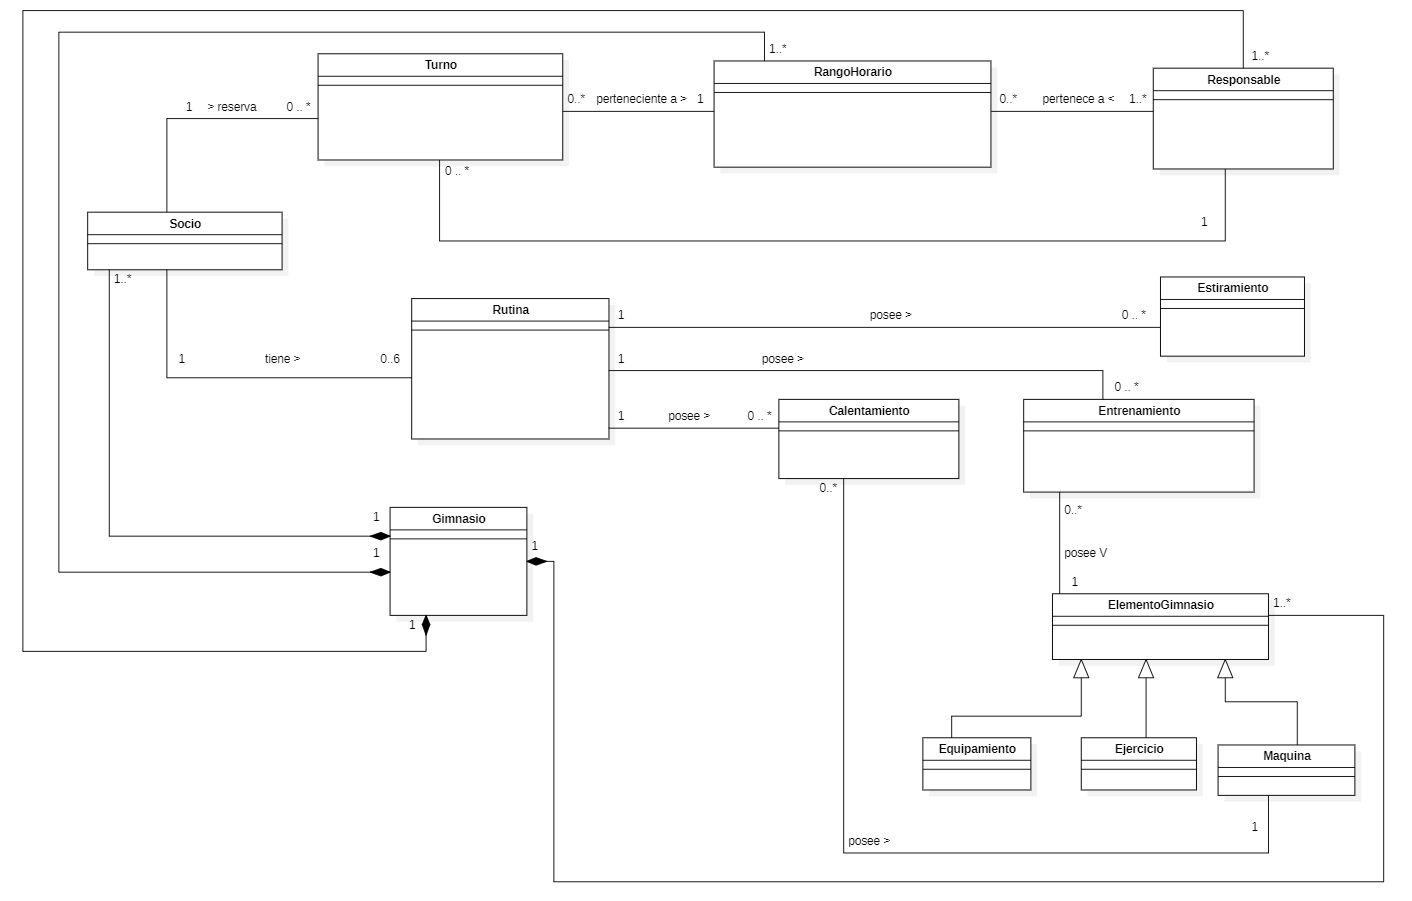 1..*
1..*
Turno
RangoHorario
Responsable
1
> reserva
0 .. *
0..*
perteneciente a >
1
0..*
pertenece a <
1..*
0 .. *
1
Socio
1..*
Estiramiento
Rutina
1
posee >
0 .. *
1
tiene >
0..6
1
posee >
0 .. *
1
posee >
0 .. *
Calentamiento
Entrenamiento
0..*
0..*
1
Gimnasio
1
1
posee V
1
1
ElementoGimnasio
1..*
Equipamiento
Ejercicio
Maquina
1
posee >